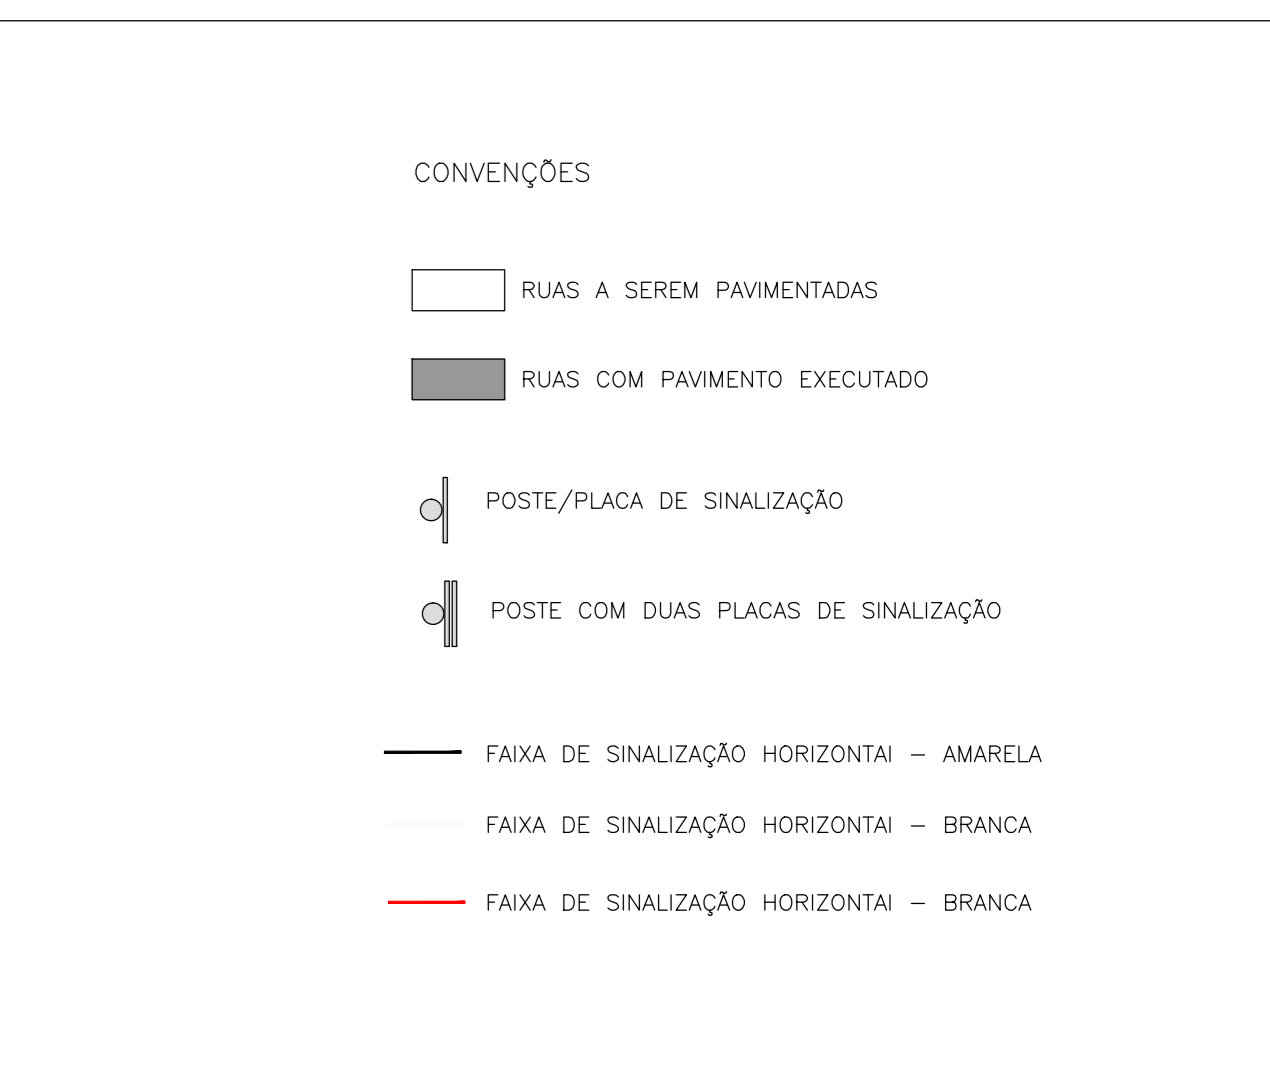 CONVENÇÕES
RUAS A SEREM PAVIMENTADAS
RUAS COM PAVIMENTO EXECUTADO
POSTE/PLACA DE SINALIZAÇÃO
POSTE COM DUAS PLACAS DE SINALIZAÇÃO
FAIXA DE SINALIZAÇÃO HORIZONTAI – AMARELA
FAIXA DE SINALIZAÇÃO HORIZONTAI – BRANCA
FAIXA DE SINALIZAÇÃO HORIZONTAI – BRANCA